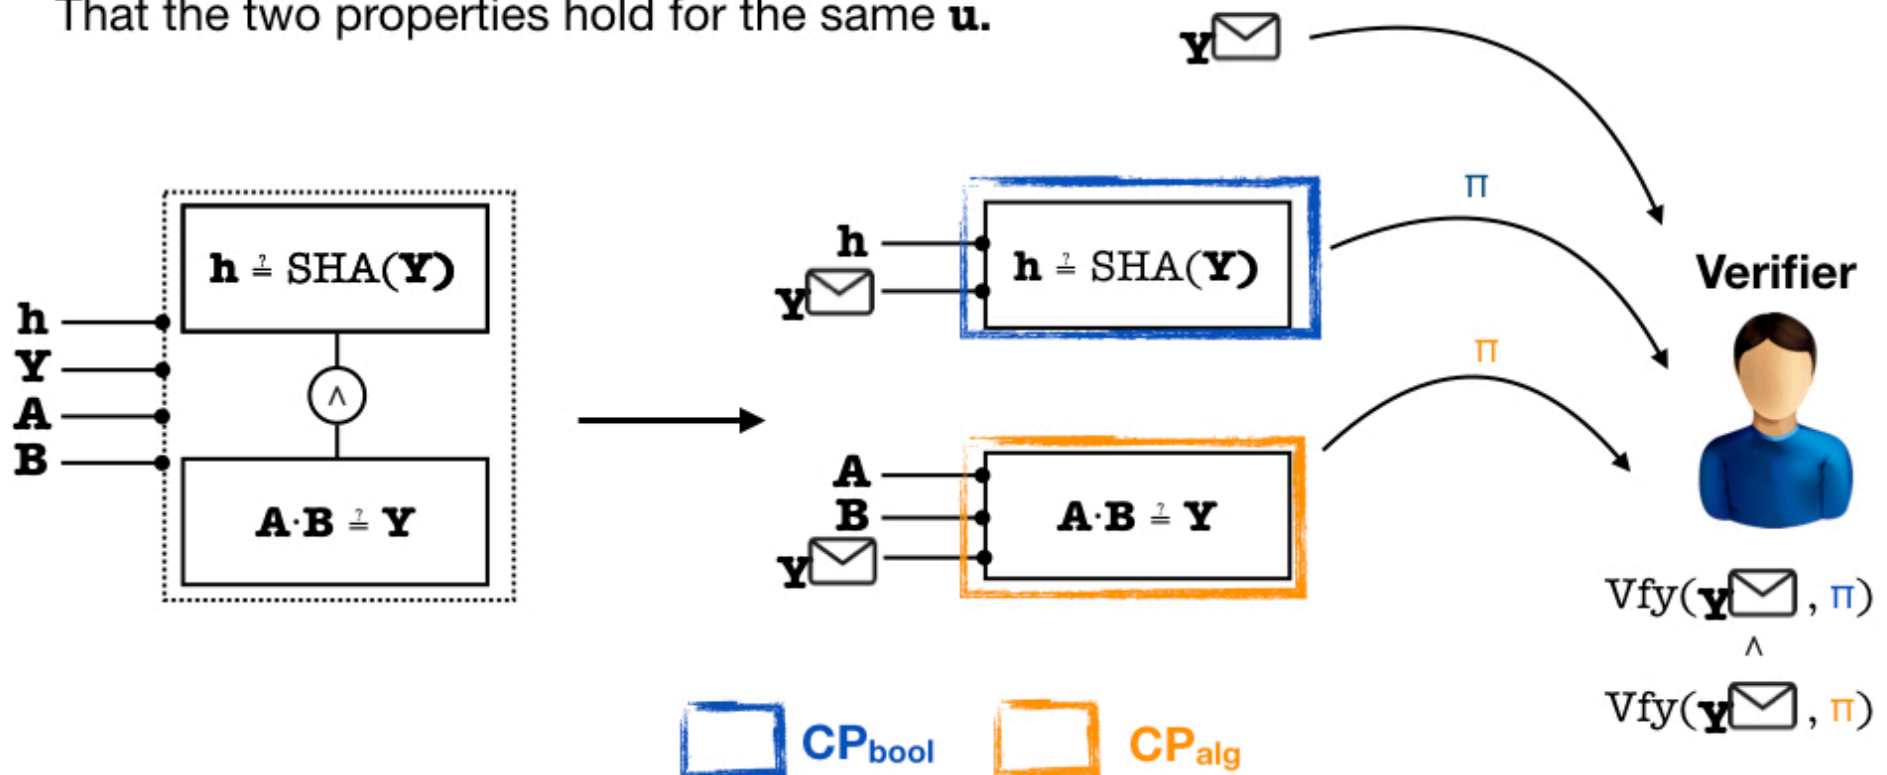 That the two properties hold for the same u.
Y
h ≟ SHA(Y)
h
Y
A
B
∧
A·B ≟ Y
h
Y
h ≟ SHA(Y)
π
A
B
Y
A·B ≟ Y
π
Verifier
Vfy(Y , π)
∧
Vfy(Y , π)
CPbool
CPalg